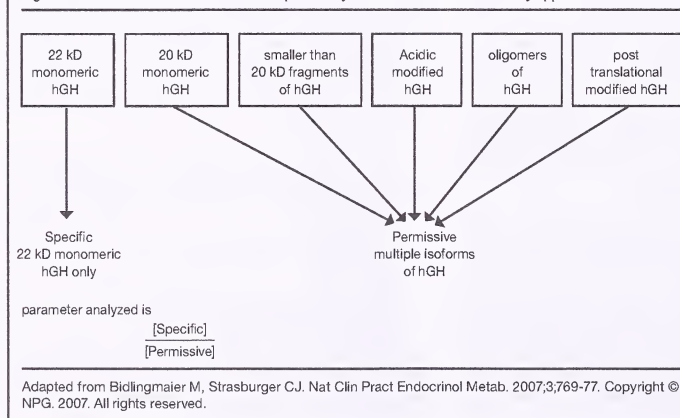 22 kD
monomeric
hGH
20 kD
monomeric
hGH
smaller than
20 kD fragments
of hGH
Acidic
modified
hGH
oligomers
of
hGH
post
translational
modified hGH
Specific
22 kD monomeric
hGH only
Permissive
multiple isoforms
of hGH
parameter analyzed is
[Specific]
[Permissive]
Adapted from Bidlingmaier M, Strasburger CJ. Nat Clin Pract Endocrinol Metab. 2007;3;769-77. Copyright ©
NPG. 2007. All rights reserved.